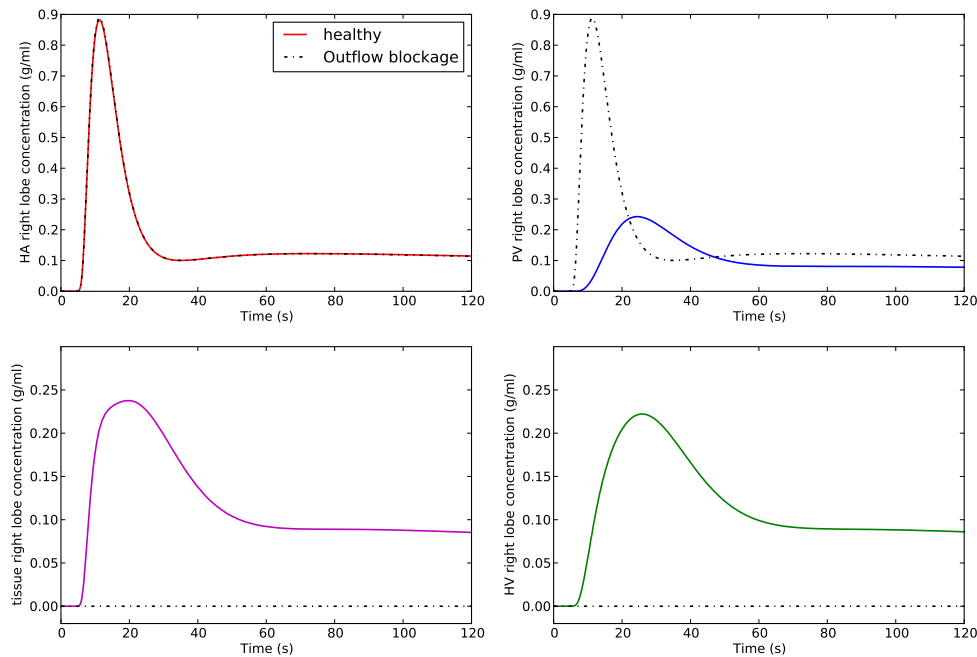 HA right lobe concentration (g/ml)
0.9
0.8
0.7
0.6
0.5
0.4
0.3
0.2
0.1
0.0
healthy
Outflow blockage
0 20 40 60 80 100 120
Time (s)
PV right lobe concentration (g/ml)
0.9
0.8
0.7
0.6
0.5
0.4
0.3
0.2
0.1
0.0
0 20 40 60 80 100 120
Time (s)
tissue right lobe concentration (g/ml)
0.25
0.20
0.15
0.10
0.05
0.00
0 20 40 60 80 100 120
Time (s)
HV right lobe concentration (g/ml)
0.25
0.20
0.15
0.10
0.05
0.00
0 20 40 60 80 100 120
Time (s)